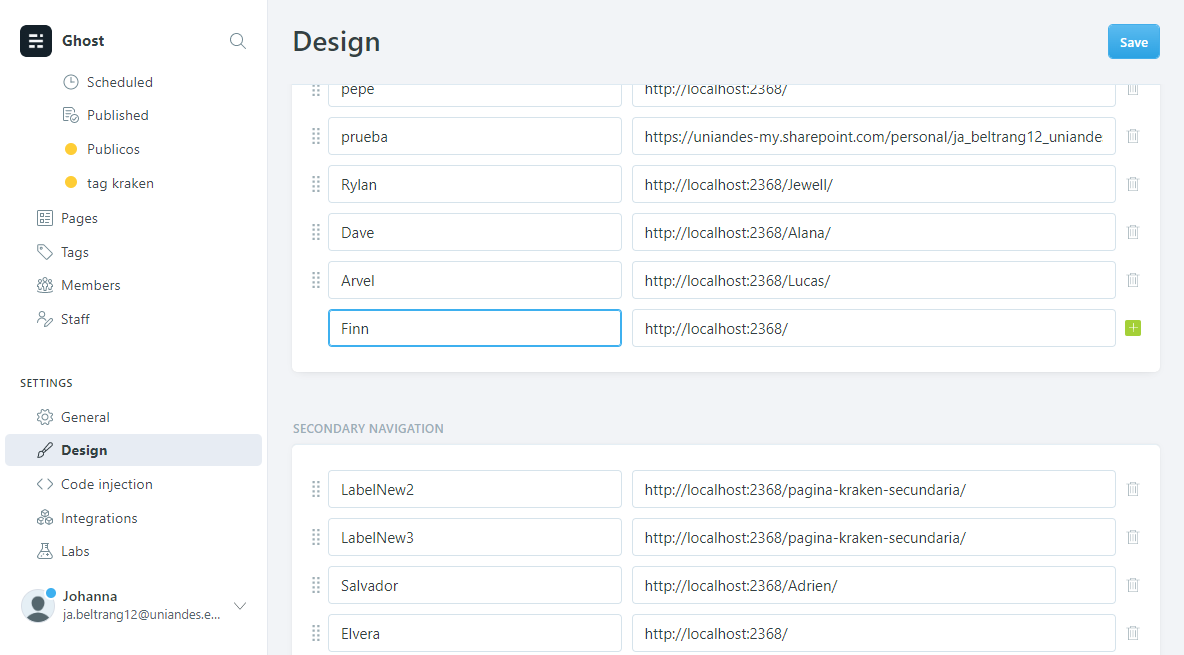 Ghost
Scheduled
Published
Publicos
tag kraken
Pages
Tags
Members
Staff
SETTINGS
General
Design
Code injection
Integrations
Labs
Johanna
ja.beltrang12@uniandes.e...
Design
Save
pepe http://localhost:2368/
prueba https://uniandes-my.sharepoint.com/personal/ja_beltrang12_uniande
Rylan http://localhost:2368/Jewell/
Dave http://localhost:2368/Alana/
Arvel http://localhost:2368/Lucas/
Finn http://localhost:2368/
SECONDARY NAVIGATION
LabelNew2 http://localhost:2368/pagina-kraken-secundaria/
LabelNew3 http://localhost:2368/pagina-kraken-secundaria/
Salvador http://localhost:2368/Adrien/
Elvera http://localhost:2368/